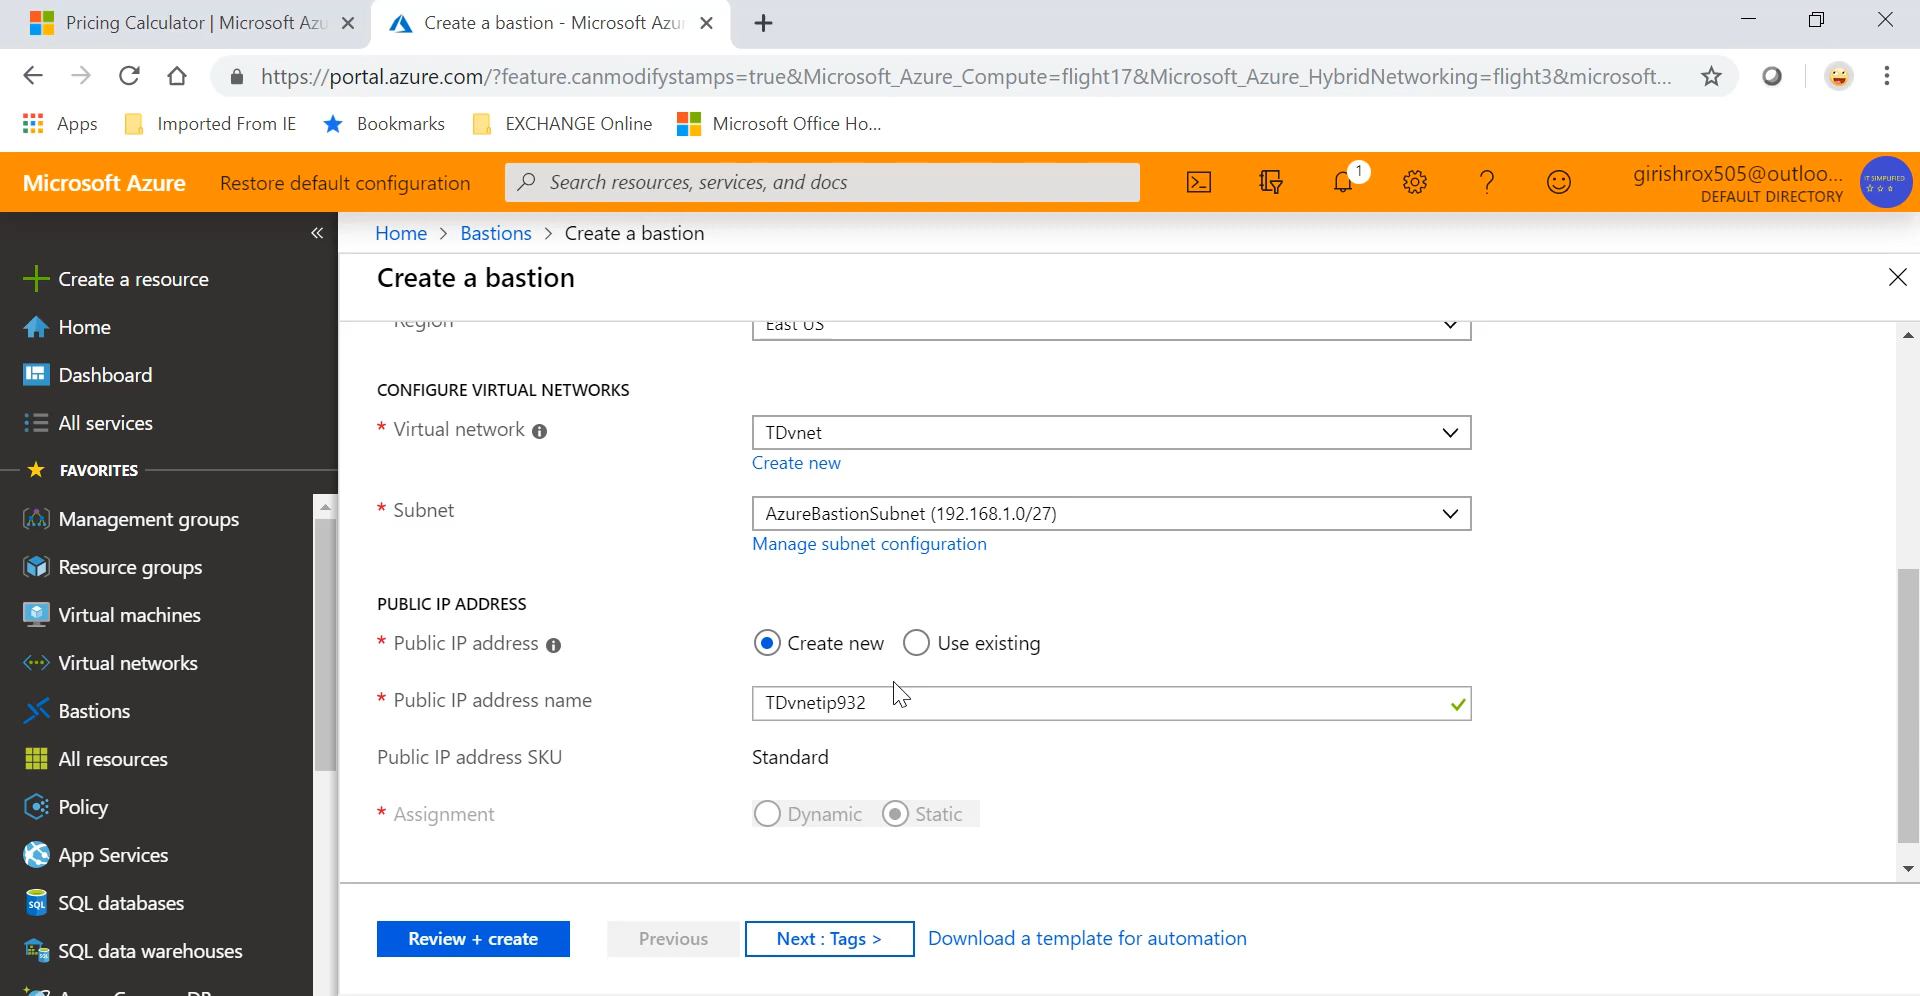 Pricing Calculator | Microsoft Azu
Create a bastion - Microsoft Azur
https://portal.azure.com/?feature.canmodifystamps=true&Microsoft_Azure_Compute=flight17&Microsoft_Azure_HybridNetworking=flight3&microsoft...
Apps
Imported From IE
Bookmarks
EXCHANGE Online
Microsoft Office Ho...
Microsoft Azure
Restore default configuration
Search resources, services, and docs
1
girishrox505@outloo...
DEFAULT DIRECTORY
IT SIMPLIFIED
Home > Bastions > Create a bastion
Create a bastion
Create a resource
Home
Dashboard
All services
FAVORITES
Management groups
Resource groups
Virtual machines
Virtual networks
Bastions
All resources
Policy
App Services
SQL
SQL databases
SQL data warehouses
Region
East US
CONFIGURE VIRTUAL NETWORKS
* Virtual network
TDvnet
Create new
* Subnet
AzureBastionSubnet (192.168.1.0/27)
Manage subnet configuration
PUBLIC IP ADDRESS
* Public IP address
Create new
Use existing
* Public IP address name
TDvnetip932
Public IP address SKU
Standard
* Assignment
Dynamic
Static
Review + create
Previous
Next : Tags >
Download a template for automation